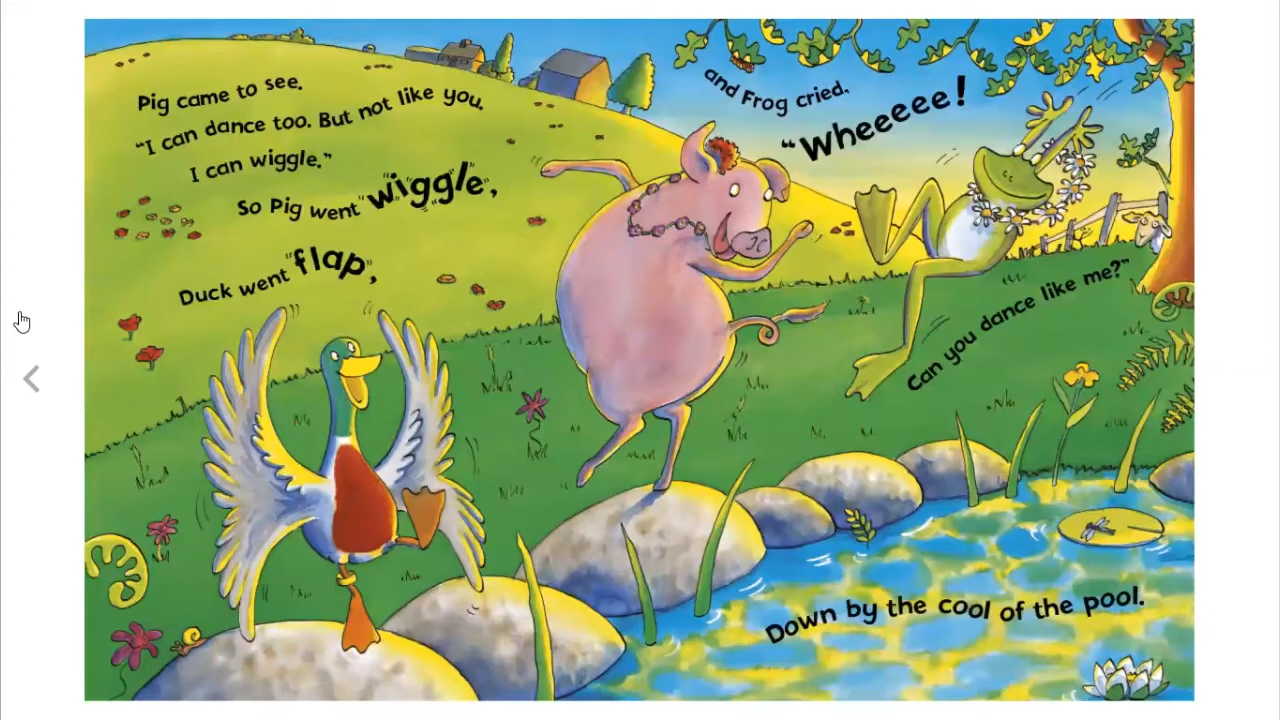 Pig came to see.
"I can dance too. But not like you.
I can wiggle."
So Pig went "wiggle",
Duck went "flap",
and Frog cried,
"Wheeeee!
Can you dance like me?"
Down by the cool of the pool.